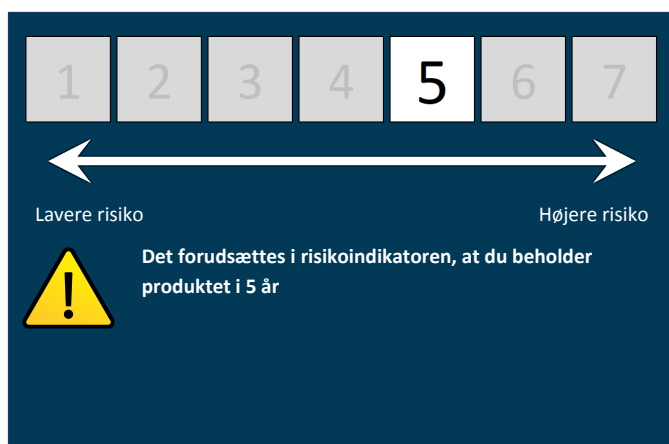 1 2 3 4 5 6 7
Lavere risiko Højere risiko
Det forudsættes i risikoindikatoren, at du beholder
produktet i 5 år